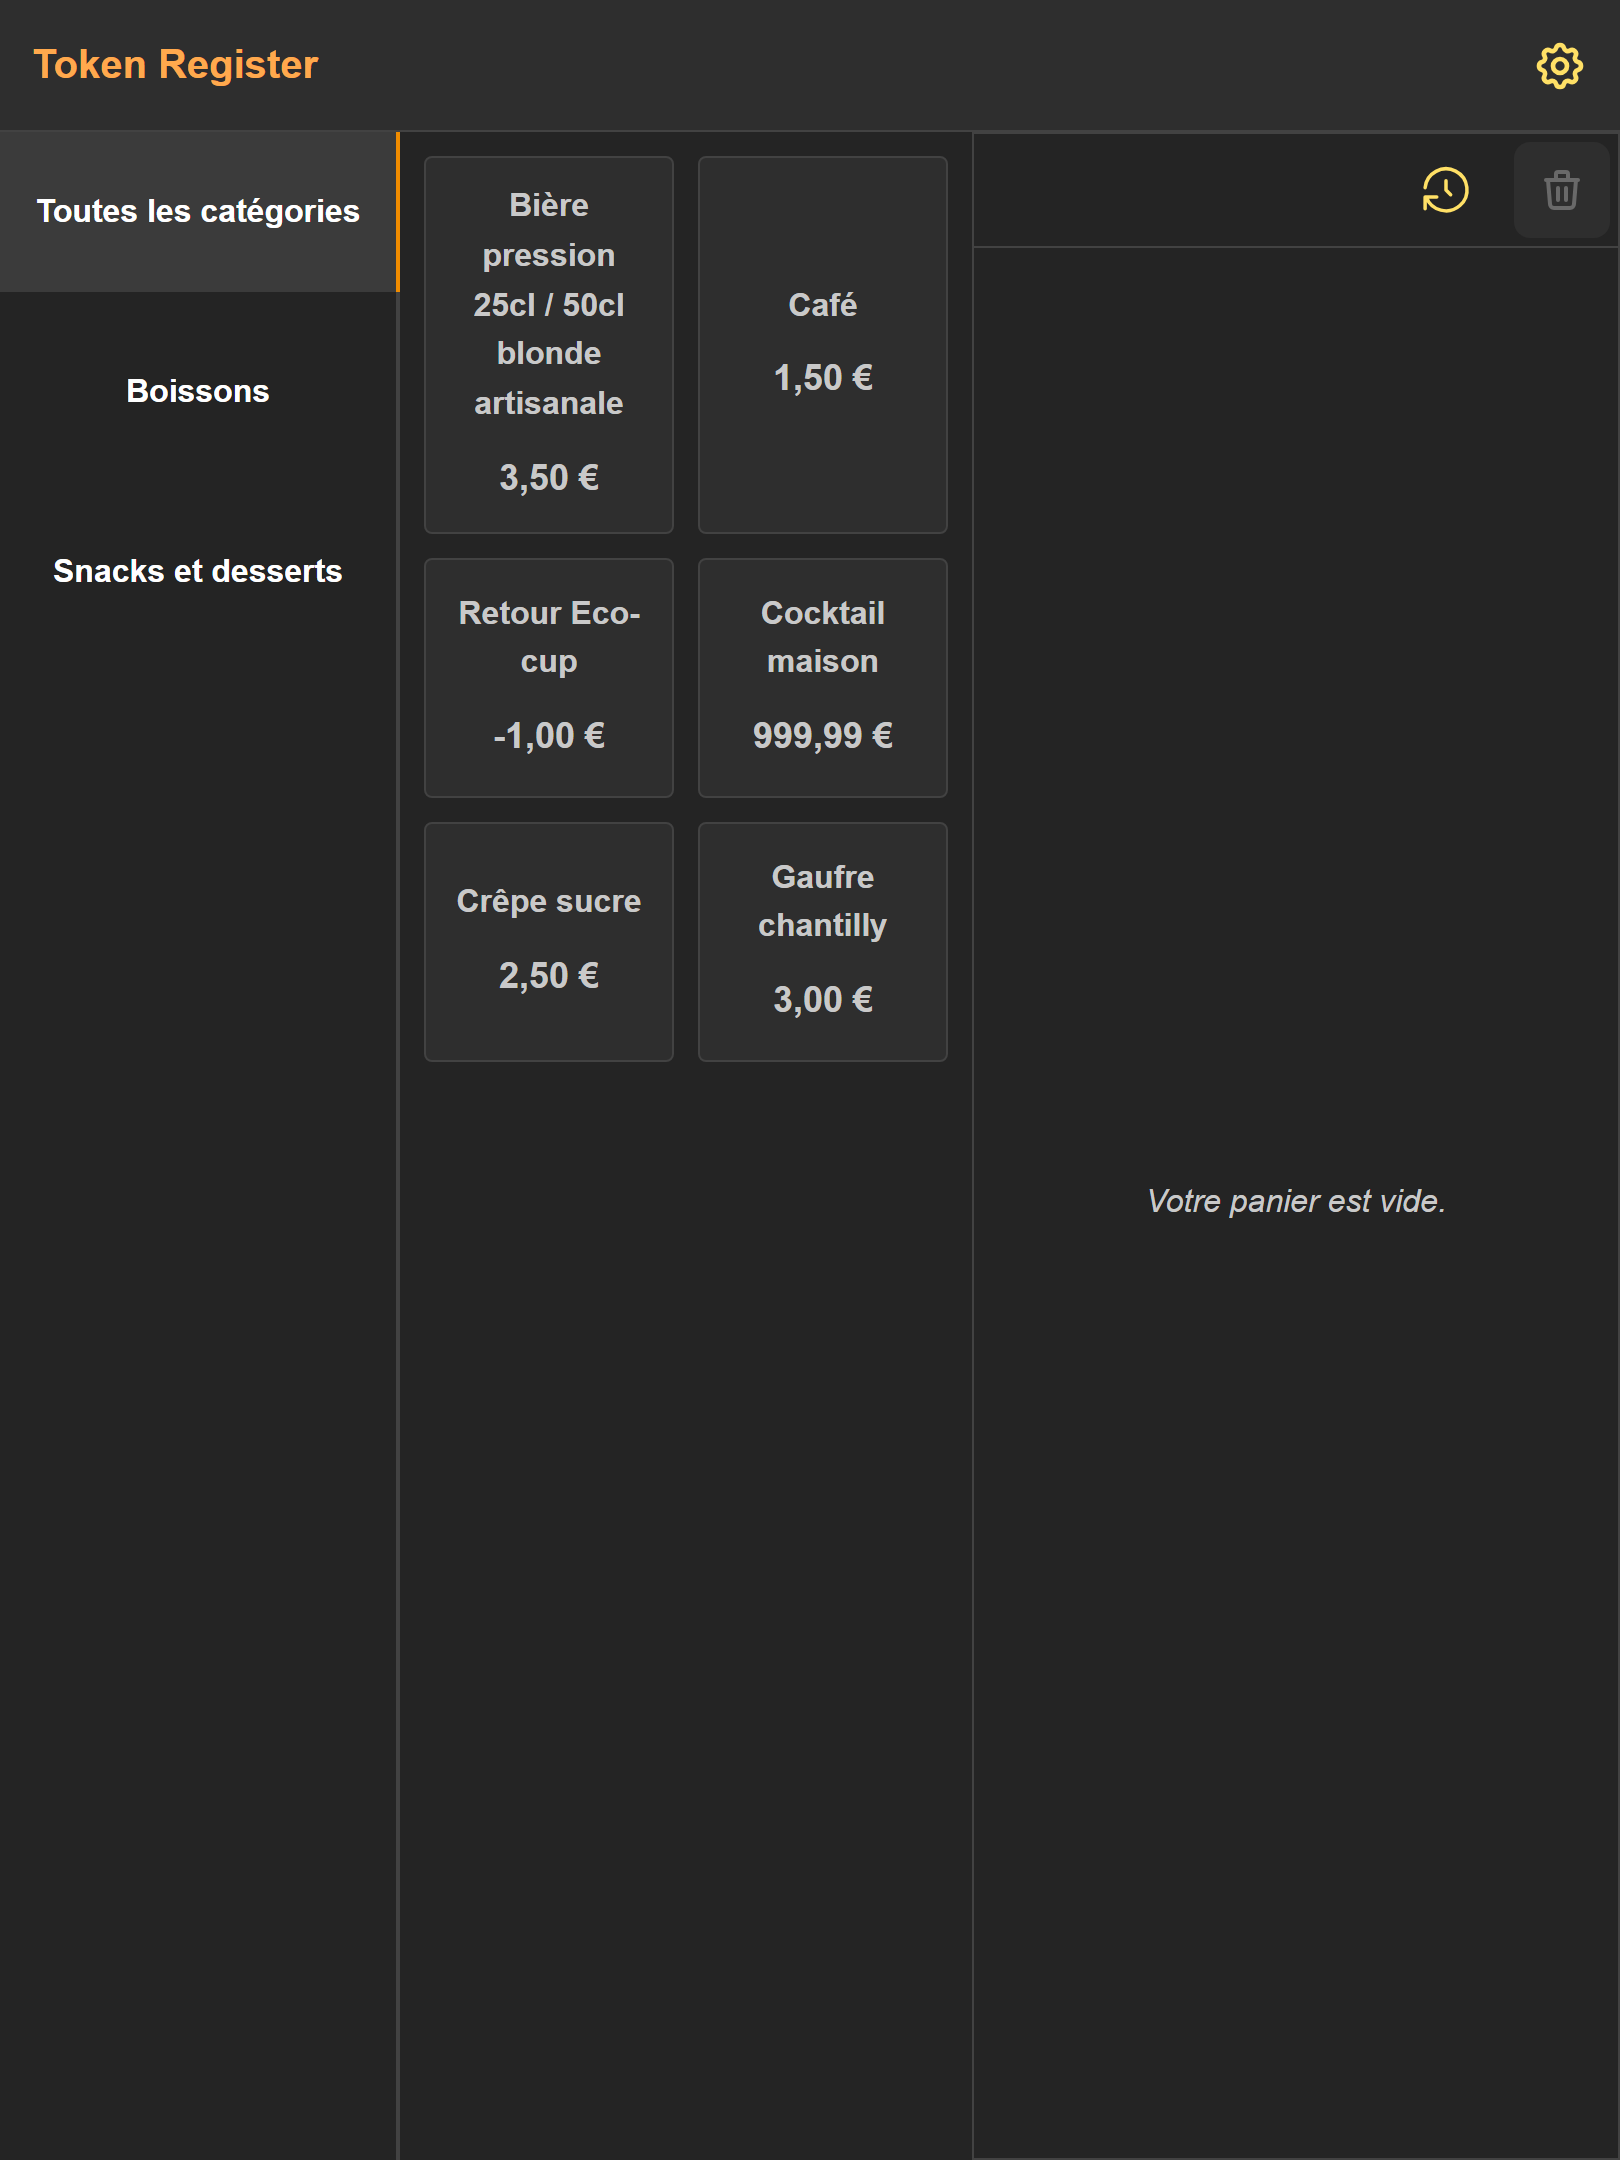 Token Register
Toutes les catégories
Boissons
Snacks et desserts
Bière
pression
25cl / 50cl
blonde
artisanale
3,50 €
Café
1,50 €
Retour Eco-
cup
-1,00 €
Cocktail
maison
999,99 €
Crêpe sucre
2,50 €
Gaufre
chantilly
3,00 €
Votre panier est vide.